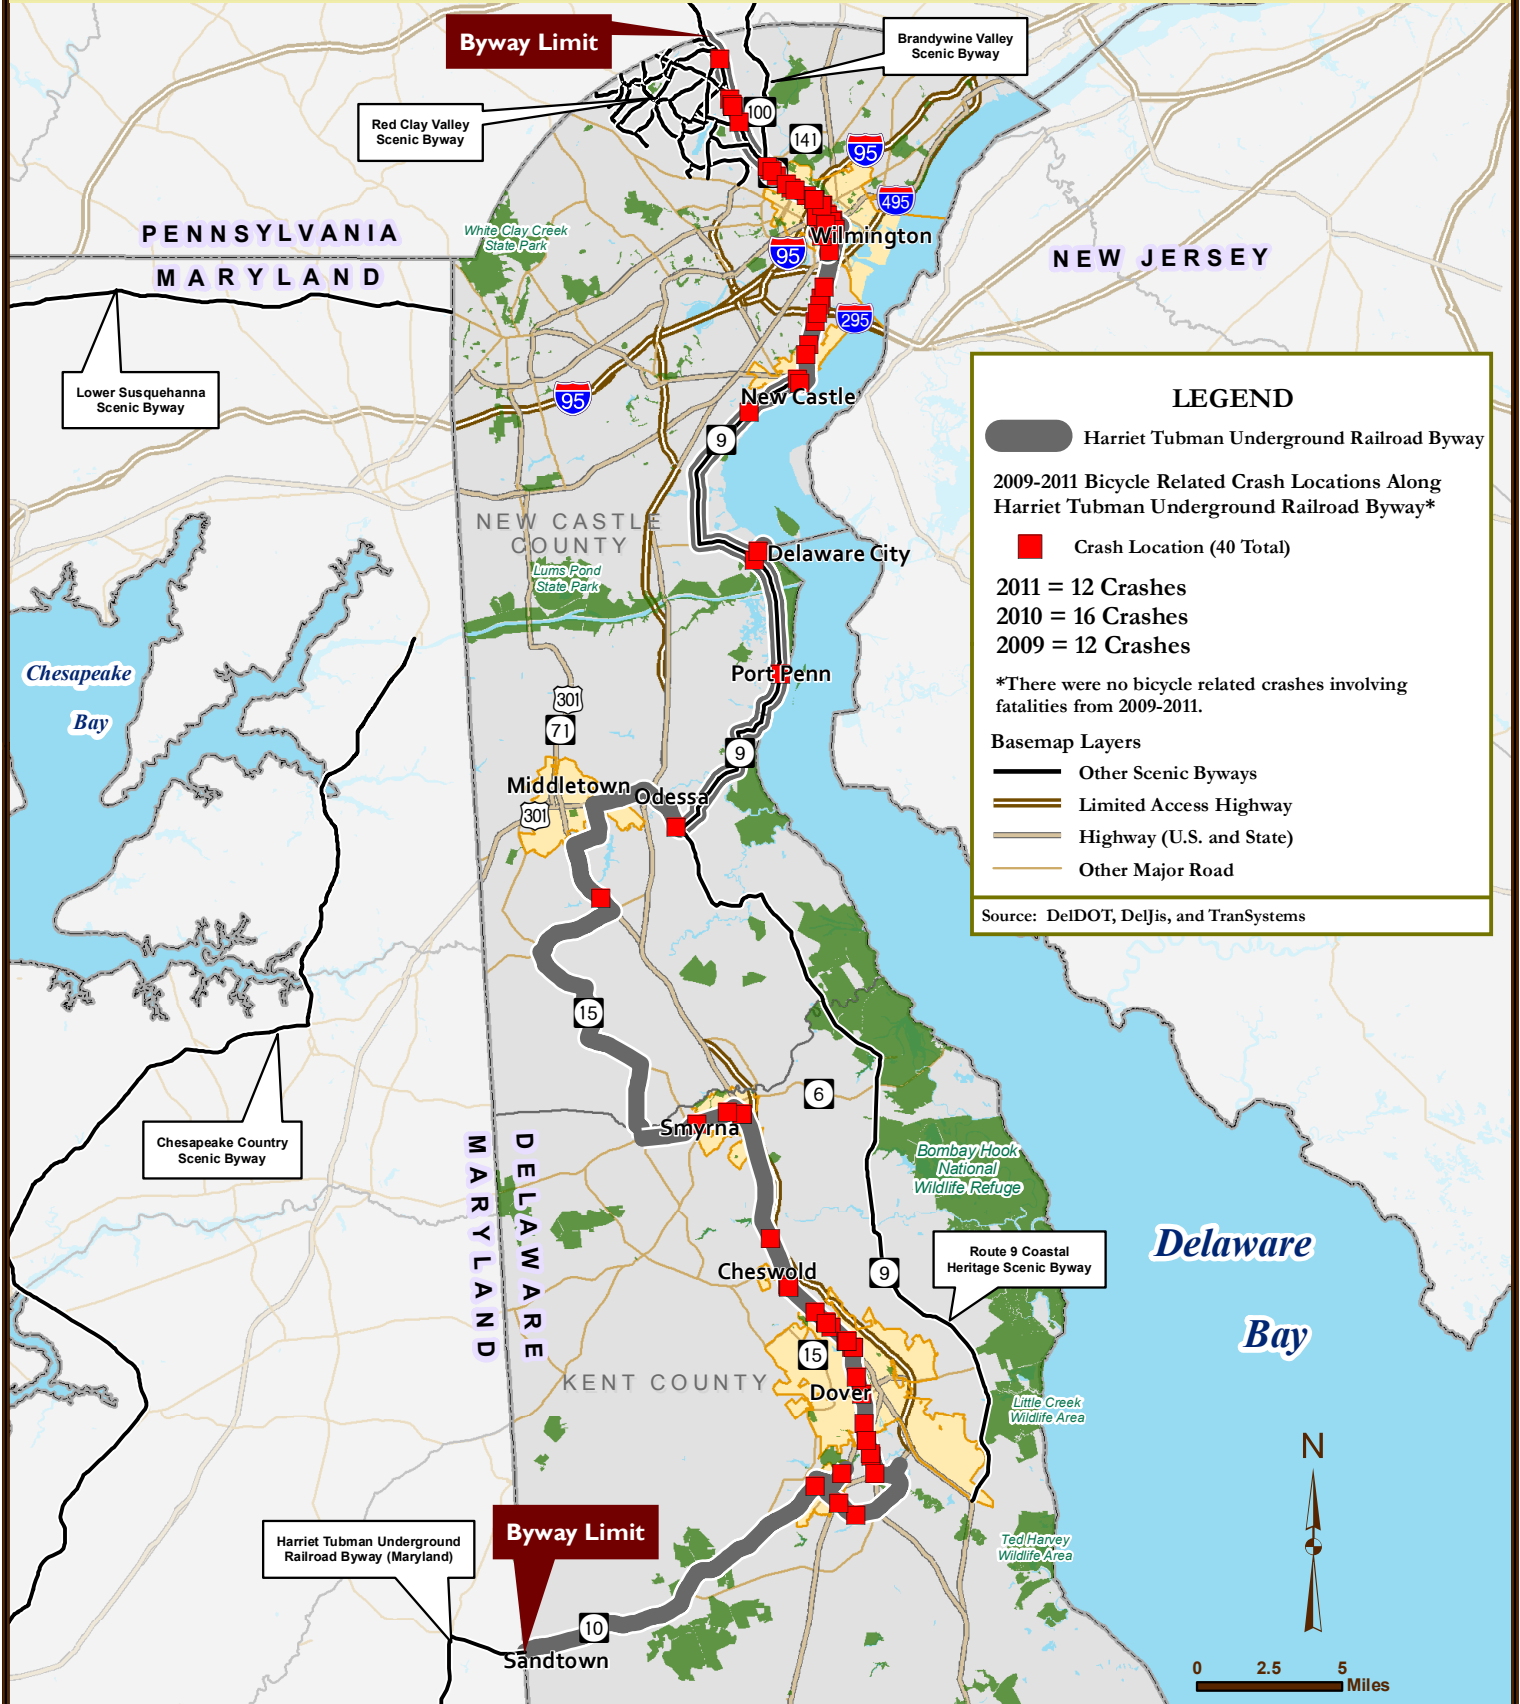 Byway Limit
Brandywine Valley
Scenic Byway
Red Clay Valley
Scenic Byway
100
141
95
495
PENNSYLVANIA
MARYLAND
White Clay Creek
State Park
Wilmington
95
NEW JERSEY
295
Lower Susquehanna
Scenic Byway
95
New Castle
9
LEGEND
Harriet Tubman Underground Railroad Byway
2009-2011 Bicycle Related Crash Locations Along
Harriet Tubman Underground Railroad Byway*
Crash Location (40 Total)
2011 = 12 Crashes
2010 = 16 Crashes
2009 = 12 Crashes
*There were no bicycle related crashes involving
fatalities from 2009-2011.
Basemap Layers
Other Scenic Byways
Limited Access Highway
Highway (U.S. and State)
Other Major Road
Source: DelDOT, DelJis, and TranSystems
NEW CASTLE
COUNTY
Delaware City
Lums Pond
State Park
Chesapeake
Bay
Port Penn
301
71
9
Middletown
Odessa
301
15
6
Smyrna
Chesapeake Country
Scenic Byway
MARYLAND
DELAWARE
Bombay Hook
National
Wildlife Refuge
Delaware
Bay
Route 9 Coastal
Heritage Scenic Byway
9
Cheswold
15
KENT COUNTY
Dover
Little Creek
Wildlife Area
N
Harriet Tubman Underground
Railroad Byway (Maryland)
Byway Limit
Ted Harvey
Wildlife Area
10
Sandtown
0 2.5 5
Miles